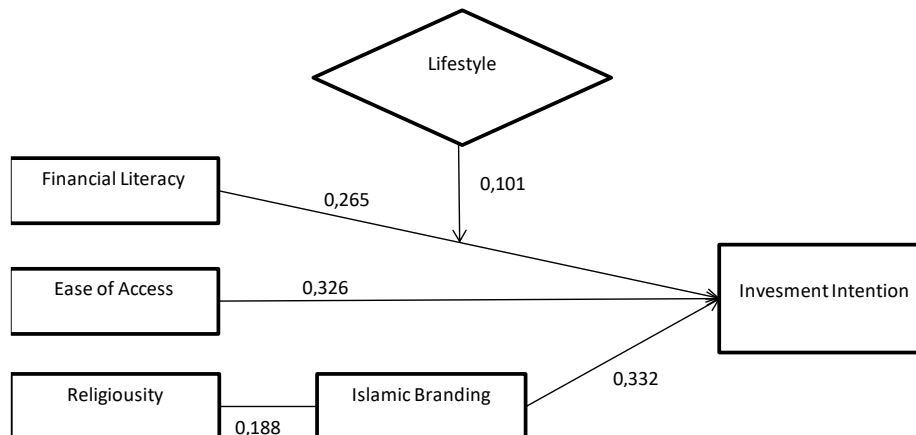 Lifestyle
Financial Literacy
0,101
0,265
Ease of Access
0,326
Invesment Intention
Religiousity
Islamic Branding
0,332
0,188